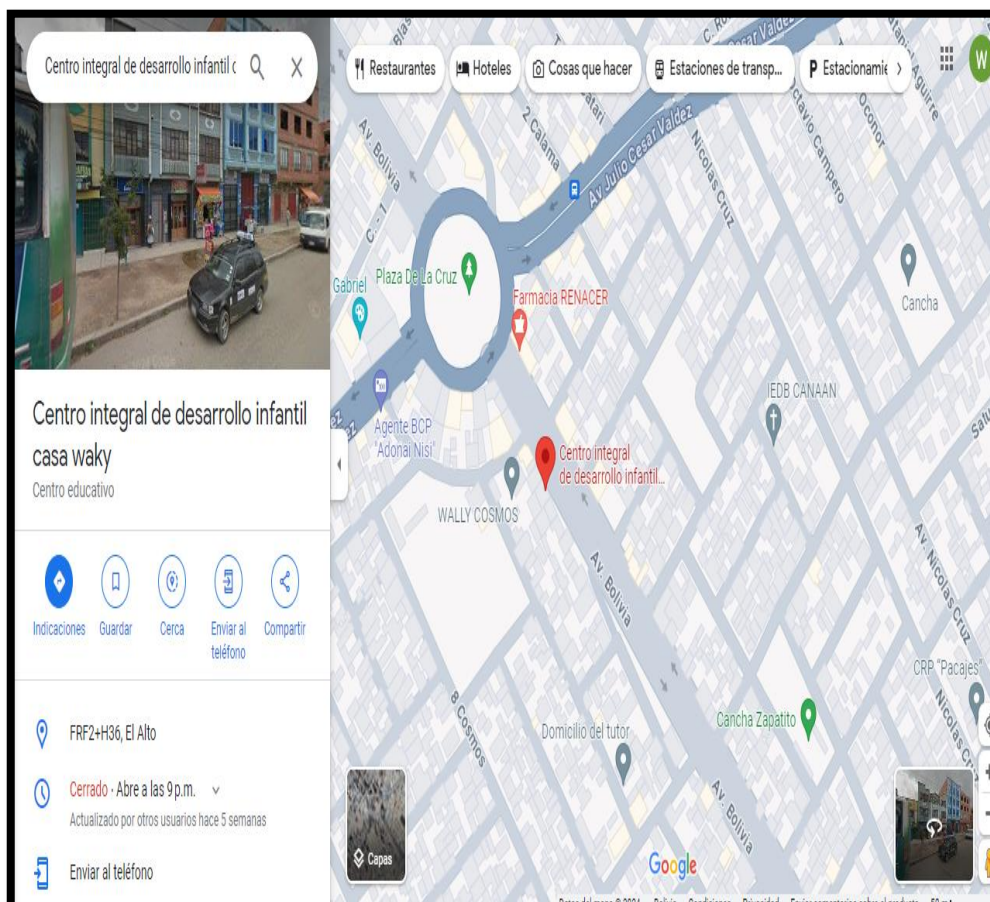 Centro integral de desarrollo infantil c
Restaurantes
Hoteles
Cosas que hacer
Estaciones de transp...
P Estacionamie
W
Centro integral de desarrollo infantil
casa waky
Centro educativo
Indicaciones
Guardar
Cerca
Enviar al
teléfono
Compartir
FRF2+H36, El Alto
Cerrado · Abre a las 9 p.m.
Actualizado por otros usuarios hace 5 semanas
Enviar al teléfono
Av. Bolivia
C. - 1
2 Calama
Av Julio Cesar Valdez
Nicolas Cruz
Octavio Campero
Oconor
Aguirre
Plaza De La Cruz
Gabriel
Farmacia RENACER
Cancha
IEDB CANAAN
Agente BCP
"Adonai Nisi"
Centro integral
de desarrollo infantil...
WALLY COSMOS
Av. Bolivia
Av. Nicolas Cruz
CRP "Pacajes"
Nicolas Cruz
8 Cosmos
Domicilio del tutor
Cancha Zapatito
Av. Bolivia
Capas
Google